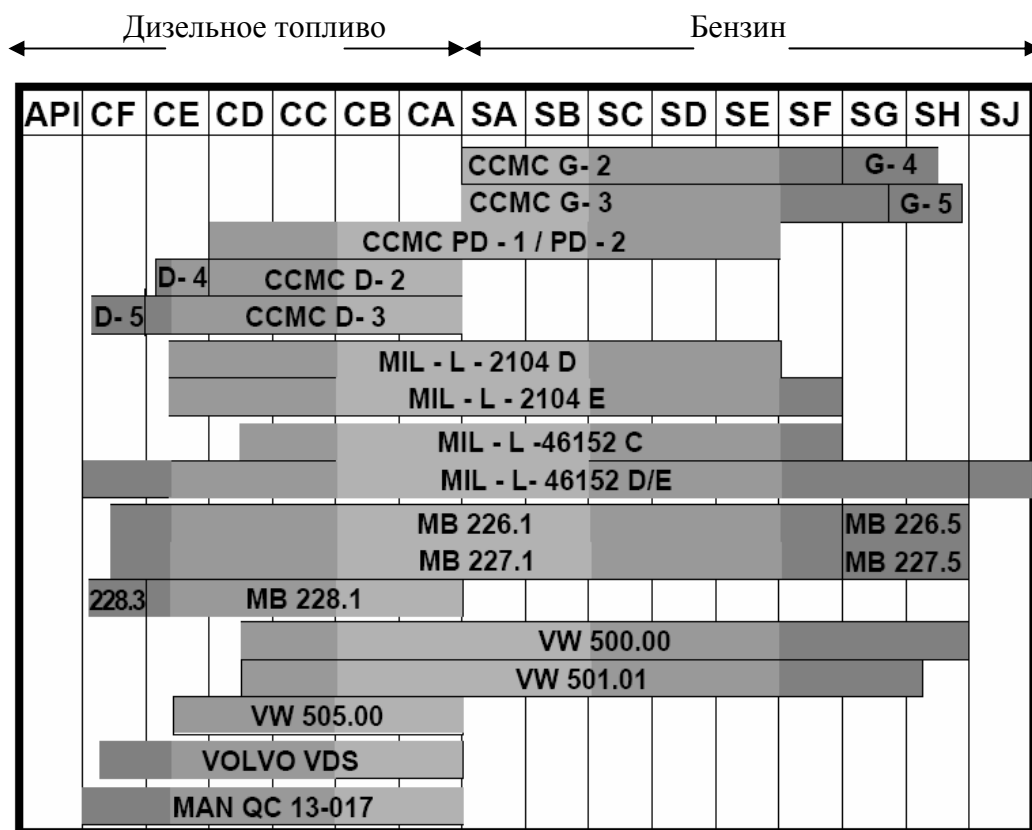 Дизельное топливо Бензин
API CF CE CD CC CB CA SA SB SC SD SE SF SG SH SJ
CCMC G- 2 G- 4
CCMC G- 3 G- 5
CCMC PD - 1 / PD - 2
D- 4 CCMC D- 2
D- 5 CCMC D- 3
MIL - L - 2104 D
MIL - L - 2104 E
MIL - L -46152 C
MIL - L- 46152 D/E
MB 226.1 MB 226.5
MB 227.1 MB 227.5
228.3 MB 228.1
VW 500.00
VW 501.01
VW 505.00
VOLVO VDS
MAN QC 13-017